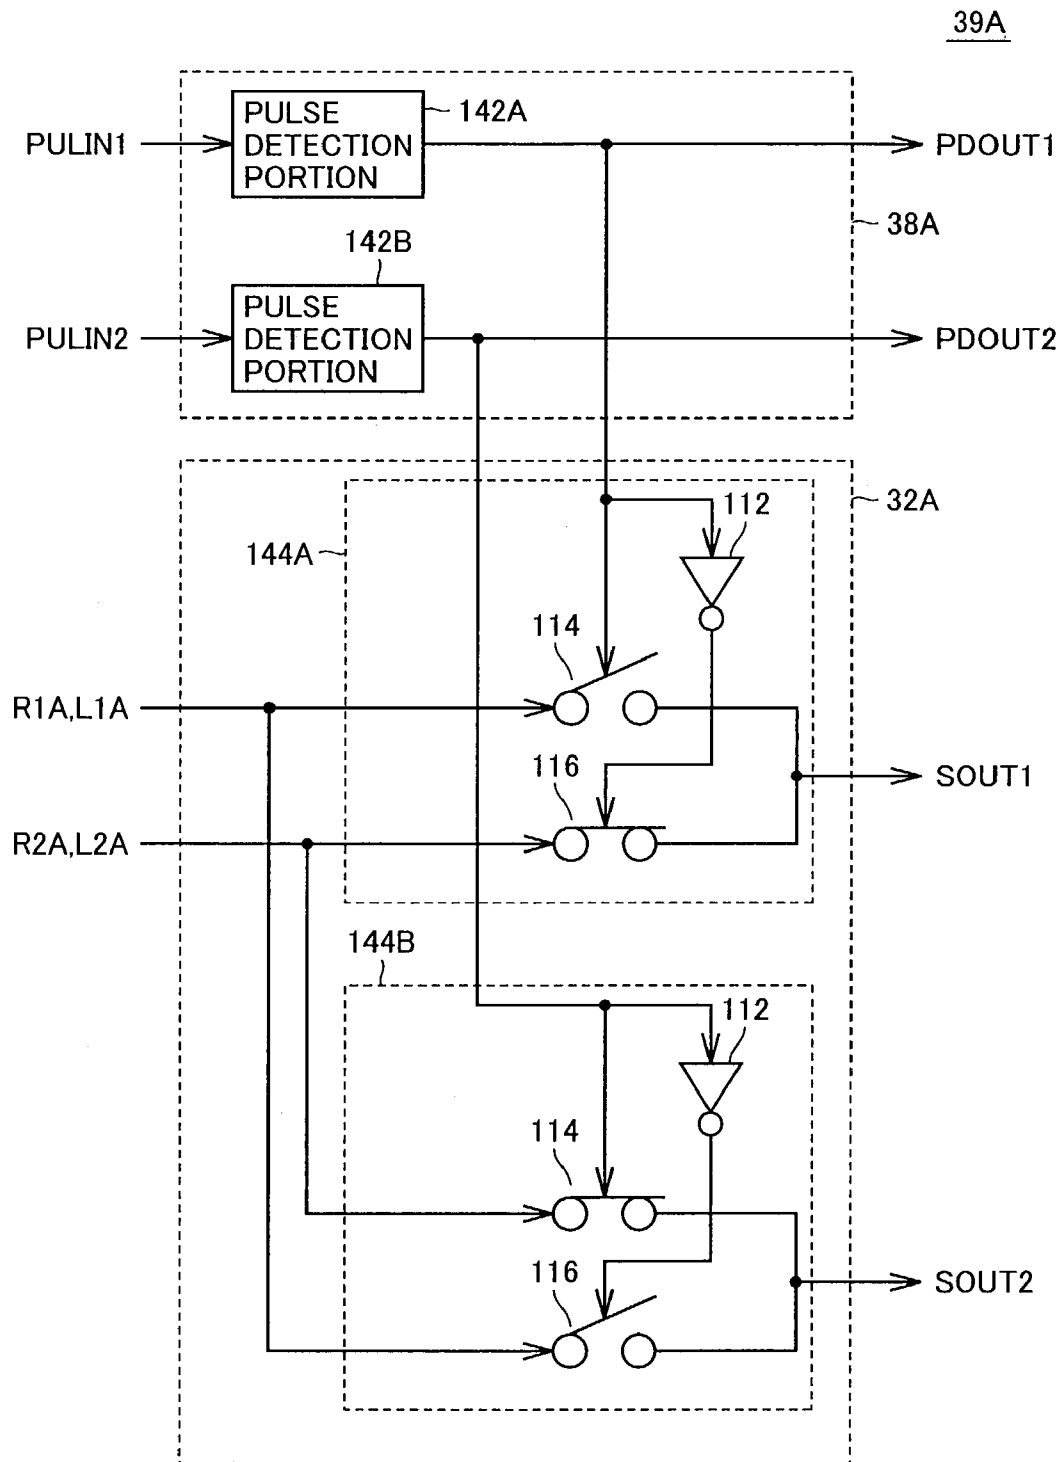 39A
PULIN1
PULSE
DETECTION
PORTION
142A
PDOUT1
38A
142B
PULIN2
PULSE
DETECTION
PORTION
PDOUT2
32A
144A
112
114
R1A,L1A
116
SOUT1
R2A,L2A
144B
112
114
116
SOUT2